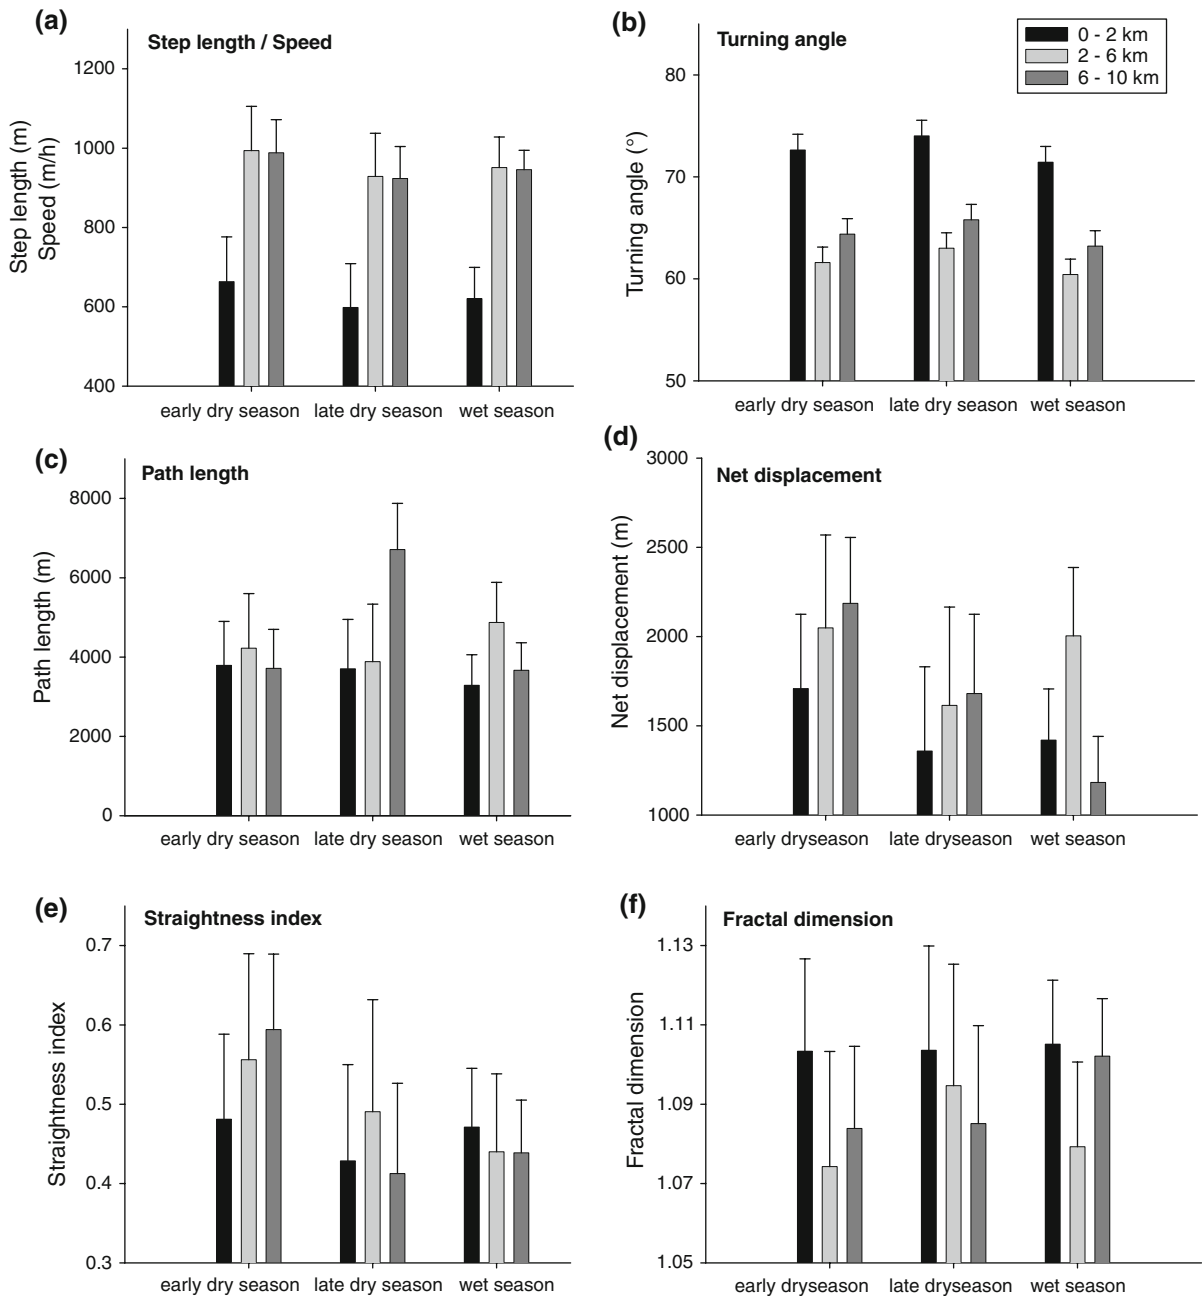 (a)
Step length / Speed
Step length (m)
Speed (m/h)
1200
1000
800
600
400
early dry season late dry season wet season
(b)
Turning angle
0 - 2 km
2 - 6 km
6 - 10 km
Turning angle (°)
80
70
60
50
early dry season late dry season wet season
(c)
Path length
Path length (m)
8000
6000
4000
2000
0
early dry season late dry season wet season
(d)
Net displacement
Net displacement (m)
3000
2500
2000
1500
1000
early dryseason late dryseason wet season
(e)
Straightness index
Straightness index
0.7
0.6
0.5
0.4
0.3
early dry season late dry season wet season
(f)
Fractal dimension
Fractal dimension
1.13
1.11
1.09
1.07
1.05
early dryseason late dryseason wet season